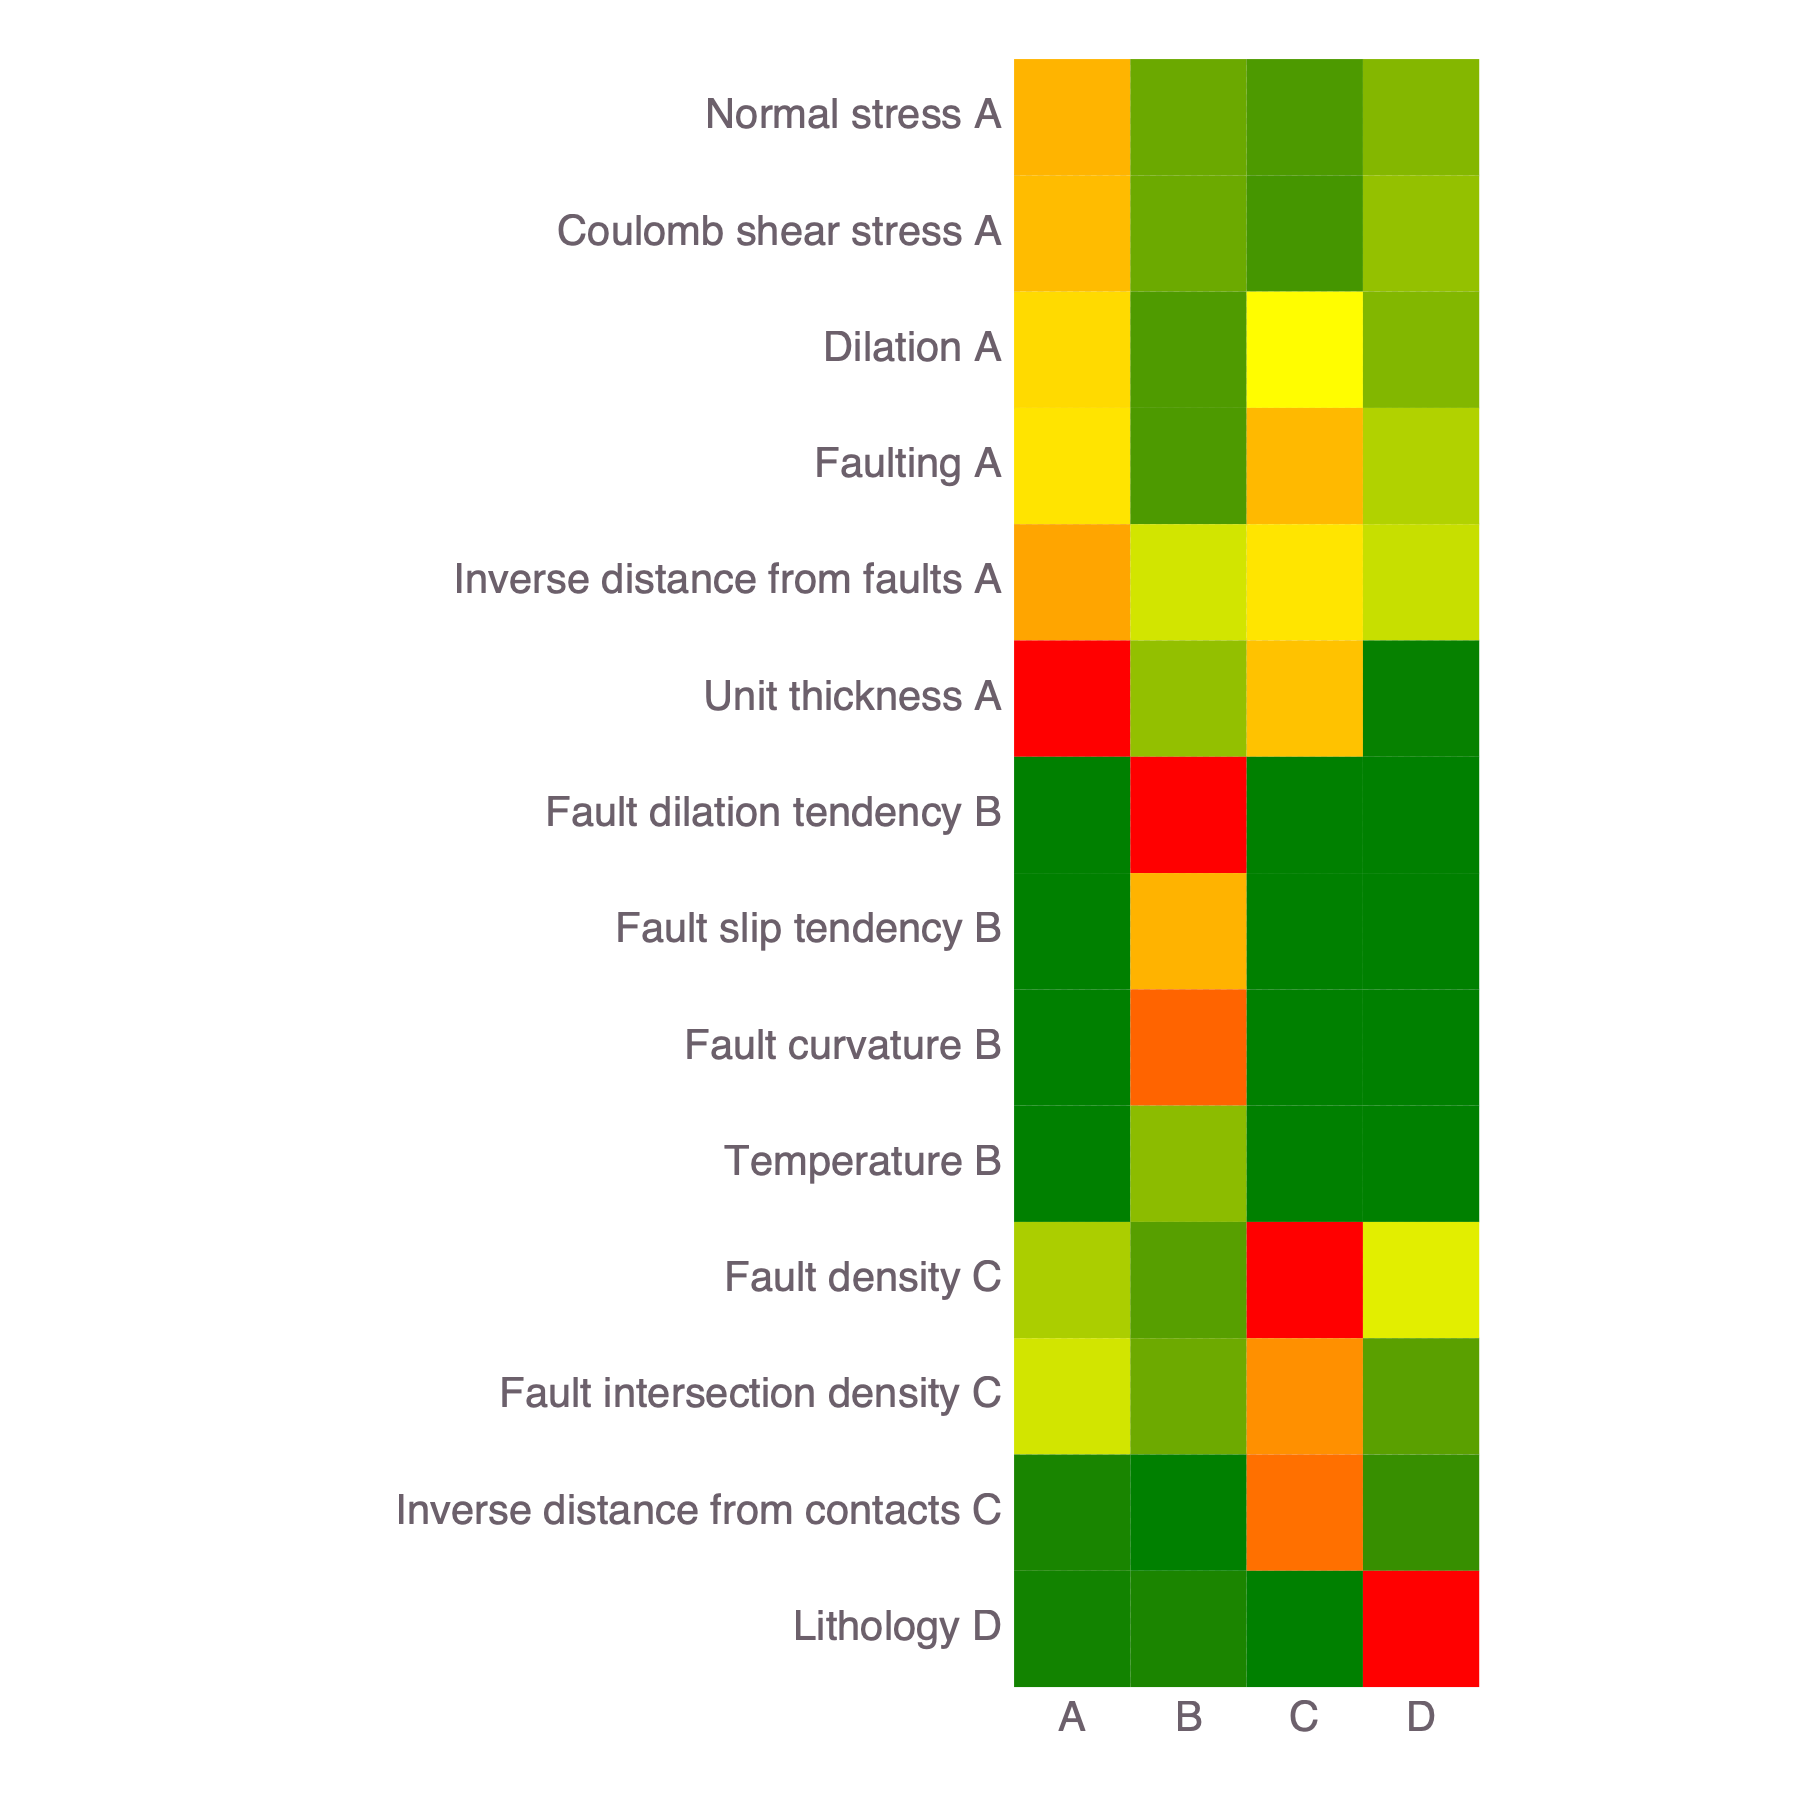 Normal stress A
Coulomb shear stress A
Dilation A
Faulting A
Inverse distance from faults A
Unit thickness A
Fault dilation tendency B
Fault slip tendency B
Fault curvature B
Temperature B
Fault density C
Fault intersection density C
Inverse distance from contacts C
Lithology D
A B C D